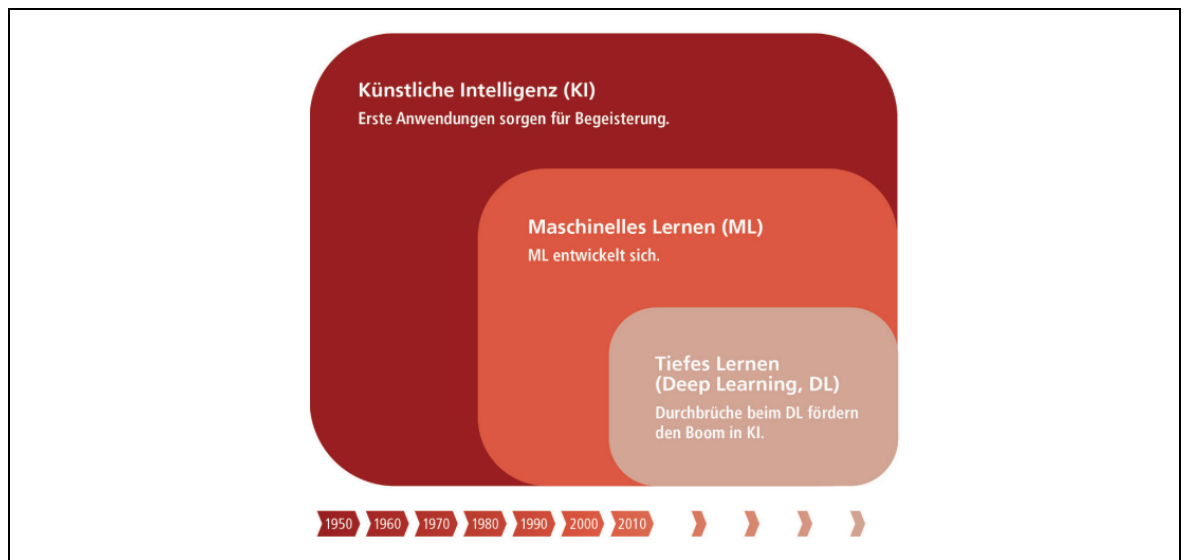 Künstliche Intelligenz (KI)
Erste Anwendungen sorgen für Begeisterung.
Maschinelles Lernen (ML)
ML entwickelt sich.
Tiefes Lernen
(Deep Learning, DL)
Durchbrüche beim DL fördern
den Boom in KI.
1950 1960 1970 1980 1990 2000 2010